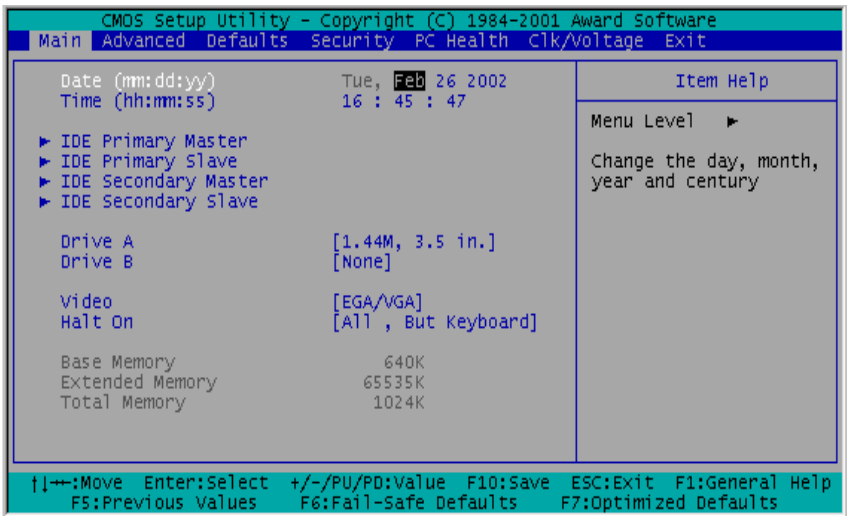 CMOS Setup Utility – Copyright (C) 1984-2001 Award Software
Main Advanced Defaults Security PC Health Clk/Voltage Exit
Date (mm:dd:yy) Tue, Feb 26 2002
Time (hh:mm:ss) 16 : 45 : 47
► IDE Primary Master
► IDE Primary Slave
► IDE Secondary Master
► IDE Secondary Slave
Drive A [1.44M, 3.5 in.]
Drive B [None]
Video [EGA/VGA]
Halt On [All , But Keyboard]
Base Memory 640K
Extended Memory 65535K
Total Memory 1024K
Item Help
Menu Level ►
Change the day, month,
year and century
↑↓→←:Move Enter:Select +/-/PU/PD:Value F10:Save ESC:Exit F1:General Help
F5:Previous Values F6:Fail-Safe Defaults F7:Optimized Defaults